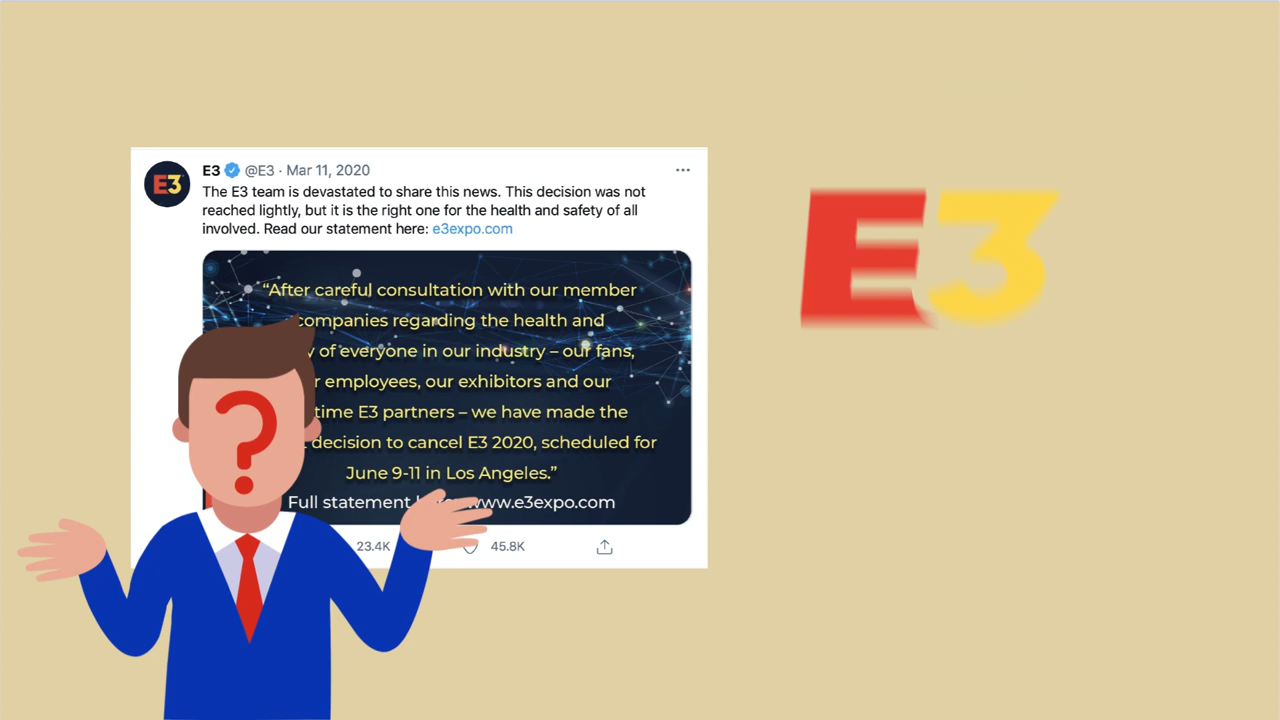 E3
E3 @E3 · Mar 11, 2020
The E3 team is devastated to share this news. This decision was not
reached lightly, but it is the right one for the health and safety of all
involved. Read our statement here: e3expo.com
“After careful consultation with our member
companies regarding the health and
of everyone in our industry – our fans,
employees, our exhibitors and our
time E3 partners – we have made the
decision to cancel E3 2020, scheduled for
June 9-11 in Los Angeles.”
Full statement www.e3expo.com
23.4K 45.8K
?
E3